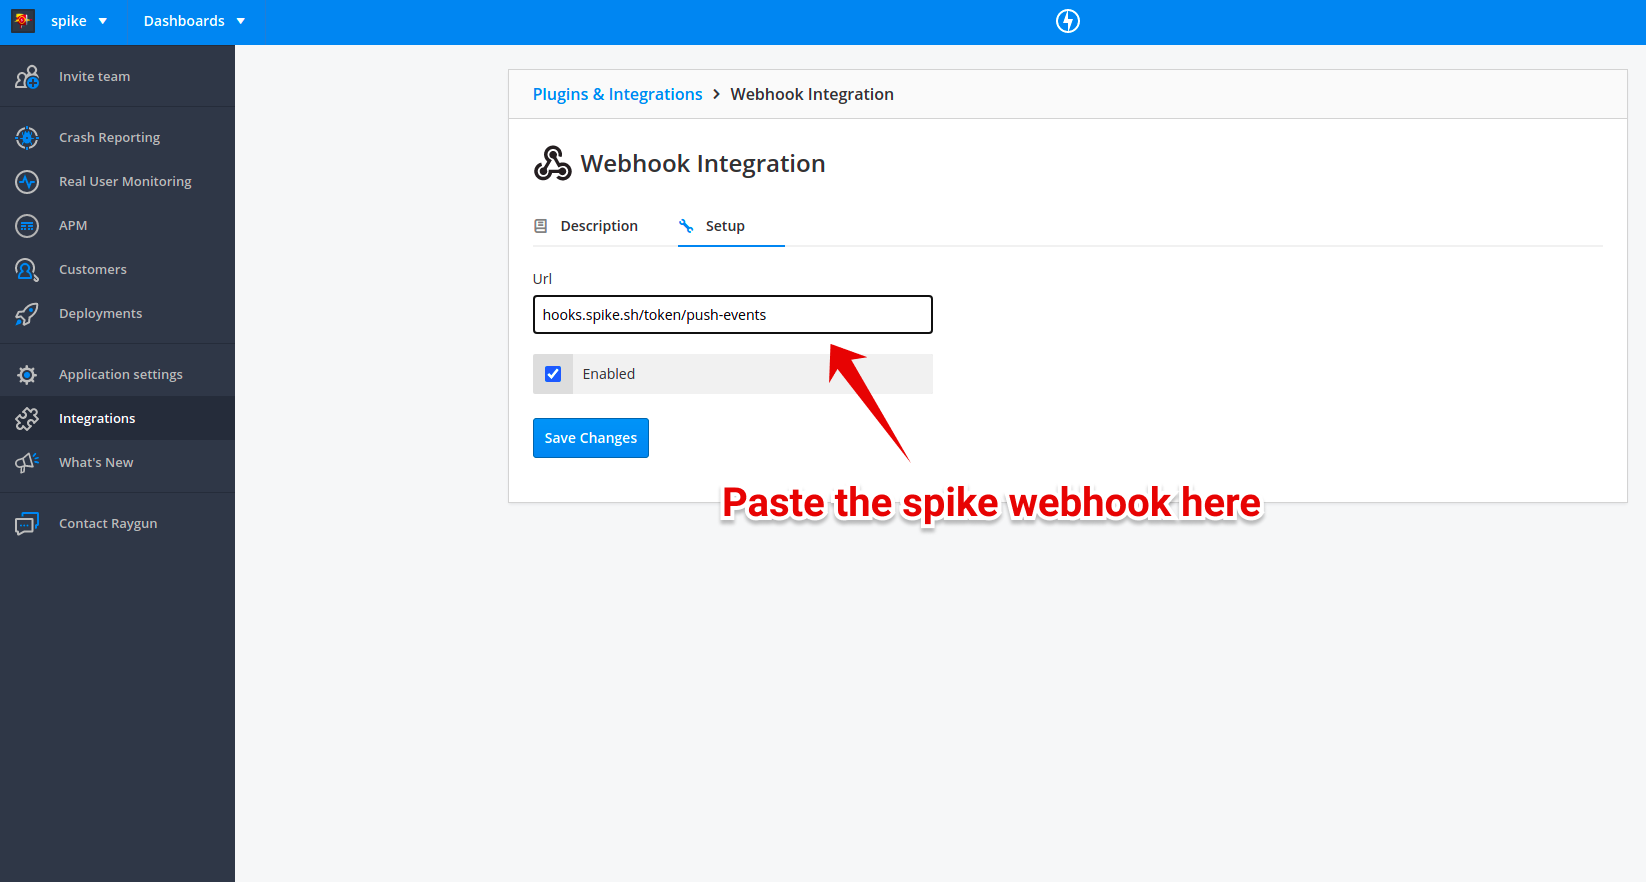 spike
Dashboards
Invite team
Crash Reporting
Real User Monitoring
APM
Customers
Deployments
Application settings
Integrations
What's New
Contact Raygun
Plugins & Integrations > Webhook Integration
Webhook Integration
Description
Setup
Url
hooks.spike.sh/token/push-events
Enabled
Save Changes
Paste the spike webhook here